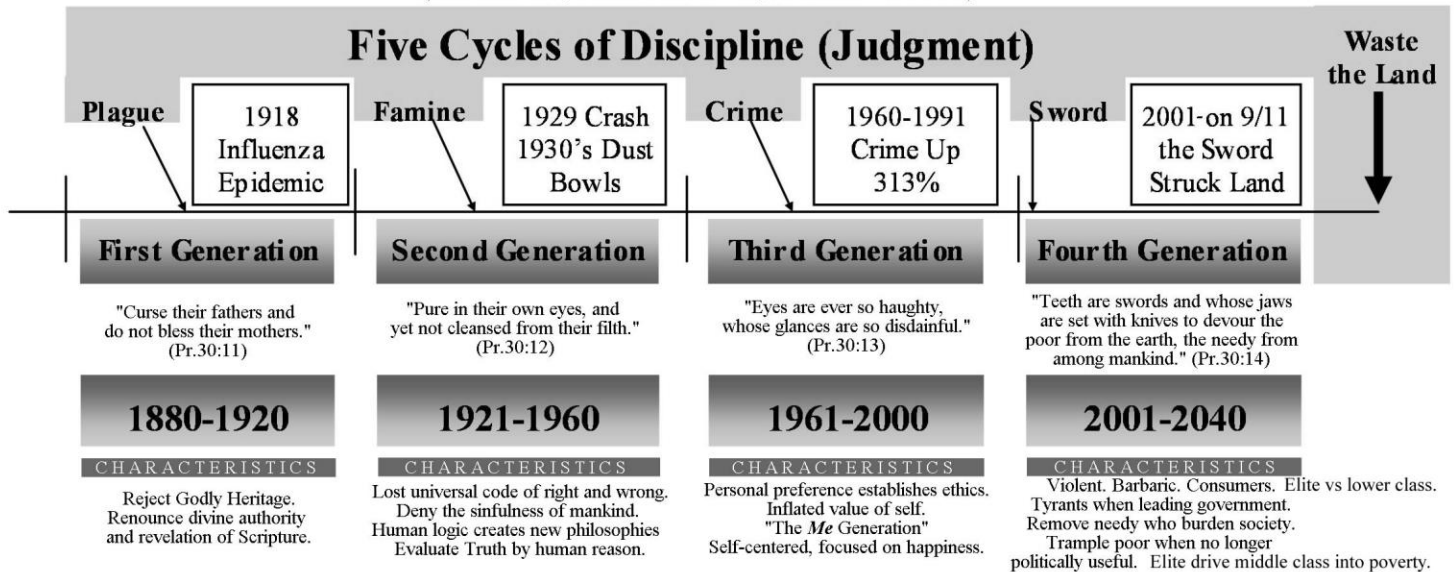 Five Cycles of Discipline (Judgment)
Waste
the Land
Plague
1918
Influenza
Epidemic
Famine
1929 Crash
1930's Dust
Bowls
Crime
1960-1991
Crime Up
313%
Sword
2001-on 9/11
the Sword
Struck Land
First Generation
"Curse their fathers and
do not bless their mothers."
(Pr.30:11)
1880-1920
CHARACTERISTICS
Reject Godly Heritage.
Renounce divine authority
and revelation of Scripture.
Second Generation
"Pure in their own eyes, and
yet not cleansed from their filth."
(Pr.30:12)
1921-1960
CHARACTERISTICS
Lost universal code of right and wrong.
Deny the sinfulness of mankind.
Human logic creates new philosophies
Evaluate Truth by human reason.
Third Generation
"Eyes are ever so haughty,
whose glances are so disdainful."
(Pr.30:13)
1961-2000
CHARACTERISTICS
Personal preference establishes ethics.
Inflated value of self.
"The Me Generation"
Self-centered, focused on happiness.
Fourth Generation
"Teeth are swords and whose jaws
are set with knives to devour the
poor from the earth, the needy from
among mankind." (Pr.30:14)
2001-2040
CHARACTERISTICS
Violent. Barbaric. Consumers. Elite vs lower class.
Tyrants when leading government.
Remove needy who burden society.
Trample poor when no longer
politically useful. Elite drive middle class into poverty.